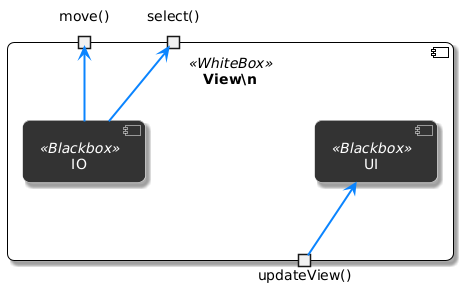 move()
select()
«WhiteBox»
View\n
«Blackbox»
IO
«Blackbox»
UI
updateView()